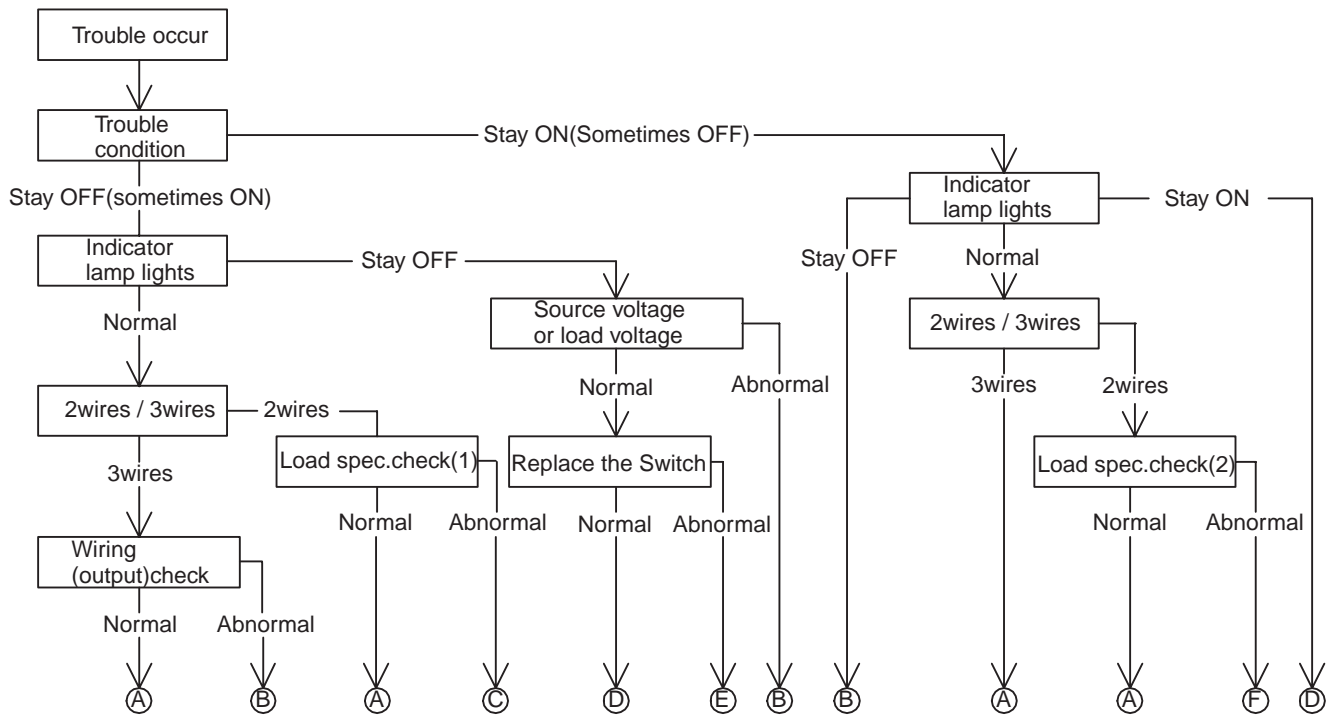 Trouble occur
Trouble
condition
Stay ON(Sometimes OFF)
Stay OFF(sometimes ON)
Indicator
lamp lights
Stay ON
Stay OFF
Normal
Indicator
lamp lights
Stay OFF
Normal
Source voltage
or load voltage
Normal
Abnormal
2wires / 3wires
3wires
2wires
2wires / 3wires
2wires
3wires
Load spec.check(1)
Normal
Abnormal
Replace the Switch
Normal
Abnormal
Load spec.check(2)
Normal
Abnormal
Wiring
(output)check
Normal
Abnormal
A
B
A
C
D
E
B
B
A
A
F
D